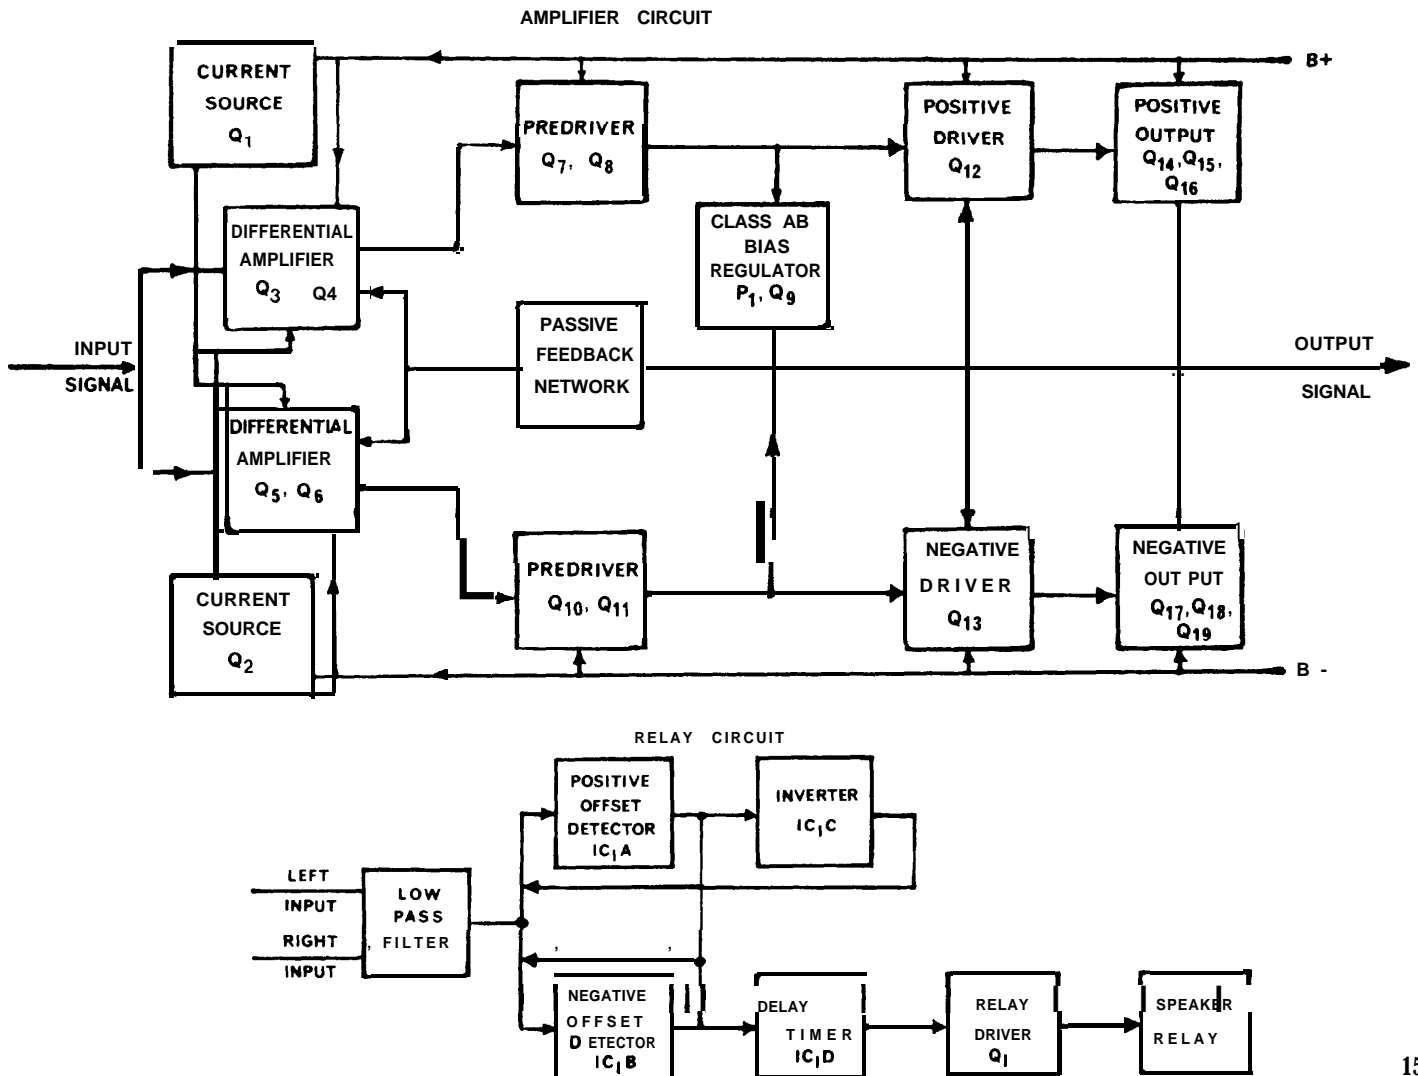 AMPLIFIER CIRCUIT
CURRENT
SOURCE
Q1
B+
PREDRIVER
Q7, Q8
POSITIVE
DRIVER
Q12
POSITIVE
OUTPUT
Q14, Q15,
Q16
DIFFERENTIAL
AMPLIFIER
Q3 Q4
CLASS AB
BIAS
REGULATOR
P1, Q9
INPUT
SIGNAL
PASSIVE
FEEDBACK
NETWORK
OUTPUT
SIGNAL
DIFFERENTIAL
AMPLIFIER
Q5, Q6
PREDRIVER
Q10, Q11
NEGATIVE
DRIVER
Q13
NEGATIVE
OUT PUT
Q17, Q18,
Q19
CURRENT
SOURCE
Q2
B -
RELAY CIRCUIT
POSITIVE
OFFSET
DETECTOR
IC1A
INVERTER
IC1C
LEFT
INPUT
RIGHT
INPUT
LOW
PASS
FILTER
NEGATIVE
OFFSET
DETECTOR
IC1B
DELAY
TIMER
IC1D
RELAY
DRIVER
Q1
SPEAKER
RELAY
15